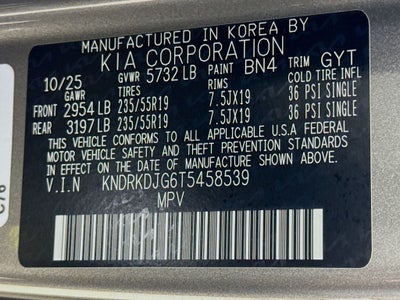 MANUFACTURED IN KOREA BY
KIA CORPORATION
10/25 GVWR 5732 LB PAINT BN4 TRIM GYT
GAWR TIRES RIMS COLD TIRE INFL
FRONT 2954 LB 235/55R19 7.5JX19 36 PSI SINGLE
REAR 3197 LB 235/55R19 7.5JX19 36 PSI SINGLE
THIS VEHICLE CONFORMS TO ALL APPLICABLE U.S.A FEDERAL
MOTOR VEHICLE SAFETY AND THEFT PREVENTION STANDARDS
IN EFFECT ON THE DATE OF MANUFACTURE SHOWN ABOVE.
V.I.N KNDRKDJG6T5458539
MPV
C/6